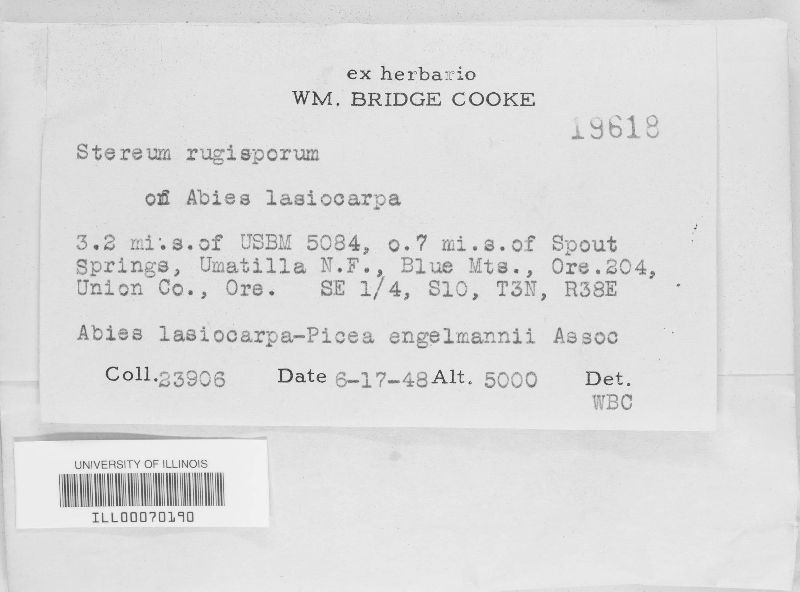 ex herbario
WM. BRIDGE COOKE
19618
Stereum rugisporum
on Abies lasiocarpa
3.2 mi.s.of USBM 5084, o.7 mi.s.of Spout
Springs, Umatilla N.F., Blue Mts., Ore.204,
Union Co., Ore. SE 1/4, S10, T3N, R38E
Abies lasiocarpa-Picea engelmannii Assoc
Coll.23906 Date 6-17-48 Alt. 5000 Det.
WBC
UNIVERSITY OF ILLINOIS
ILL00070190